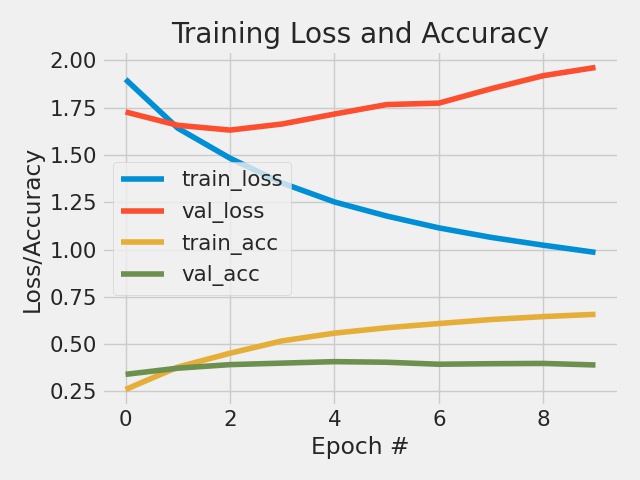 Training Loss and Accuracy
2.00
1.75
1.50
1.25
1.00
0.75
0.50
0.25
Loss/Accuracy
train_loss
val_loss
train_acc
val_acc
0 2 4 6 8
Epoch #